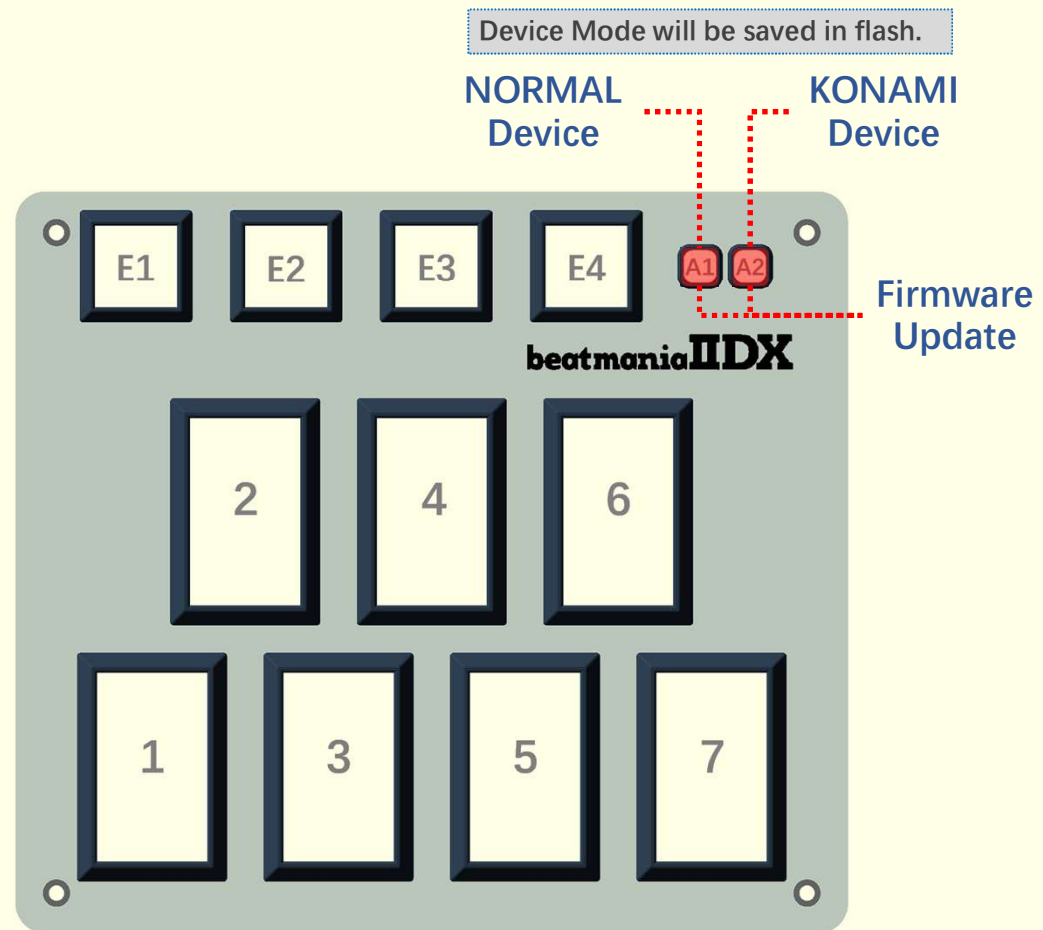 Device Mode will be saved in flash.
NORMAL
Device
KONAMI
Device
E1
E2
E3
E4
A1
A2
Firmware
Update
beatmaniaIIDX
2
4
6
1
3
5
7